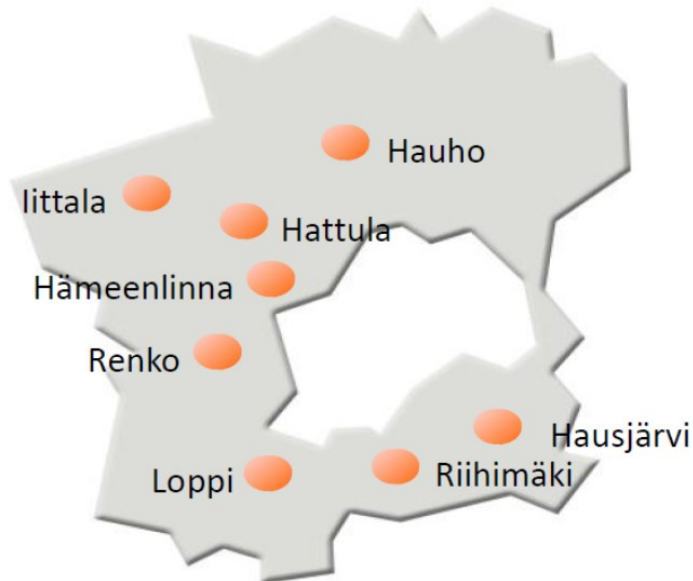 Hauho
Iittala
Hattula
Hämeenlinna
Renko
Hausjärvi
Loppi
Riihimäki